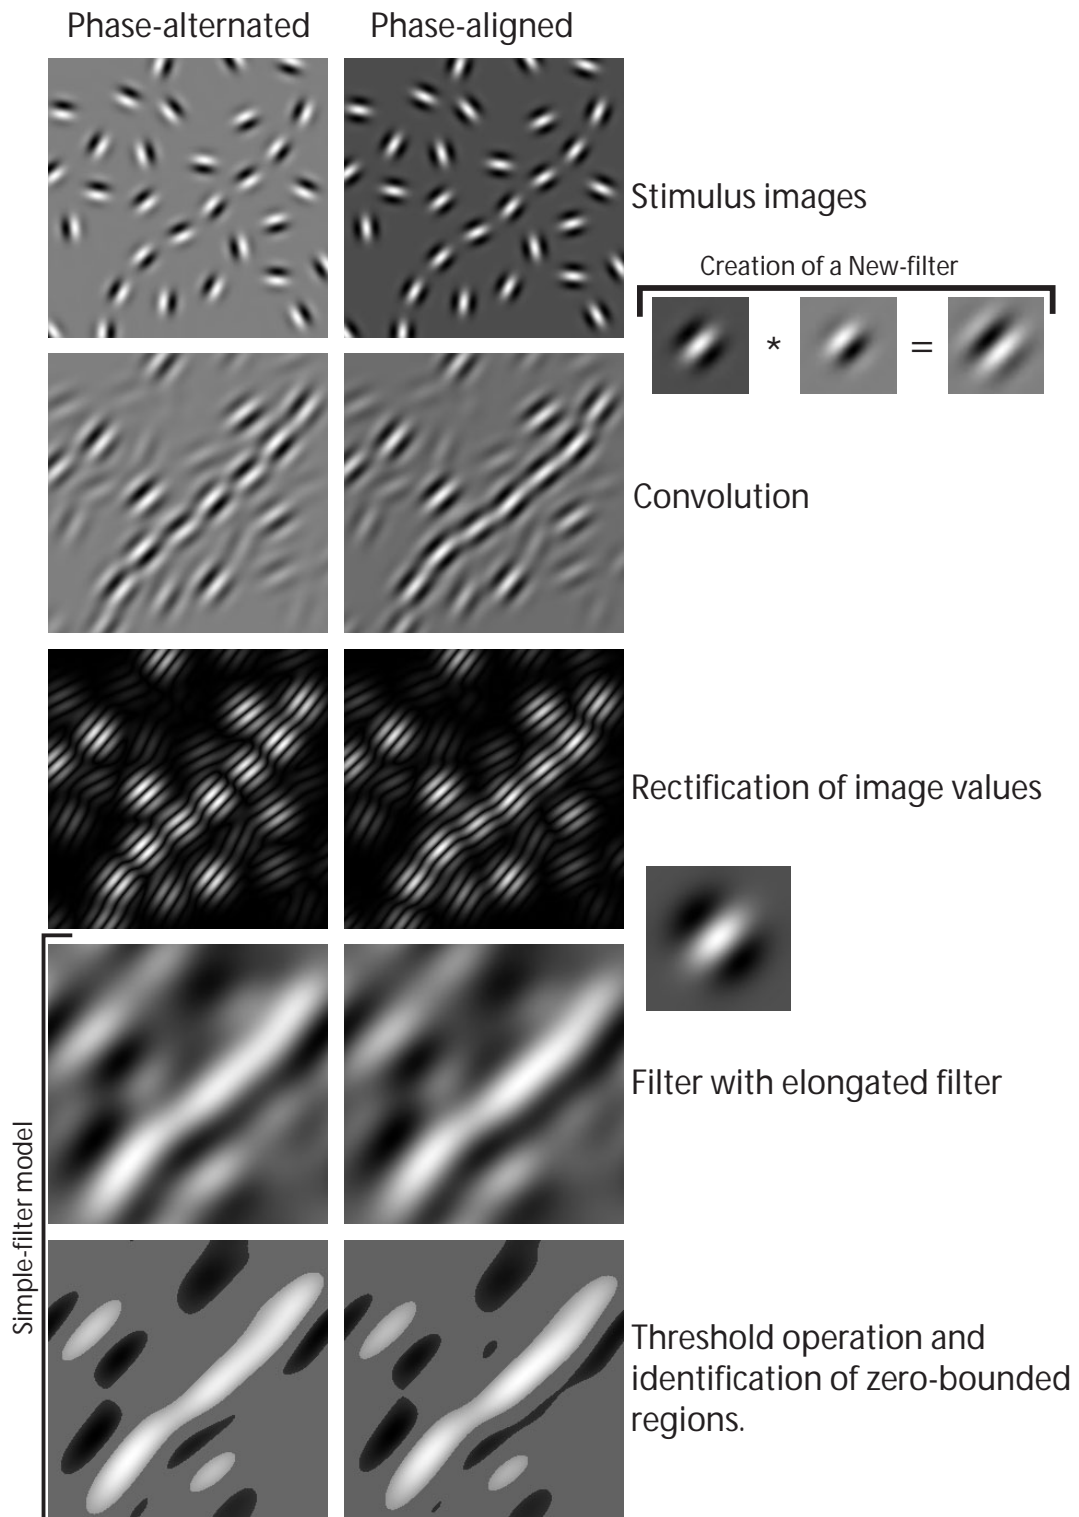 Phase-alternated
Phase-aligned
Stimulus images
Creation of a New-filter
* =
Convolution
Rectification of image values
Filter with elongated filter
Simple-filter model
Threshold operation and
identification of zero-bounded
regions.